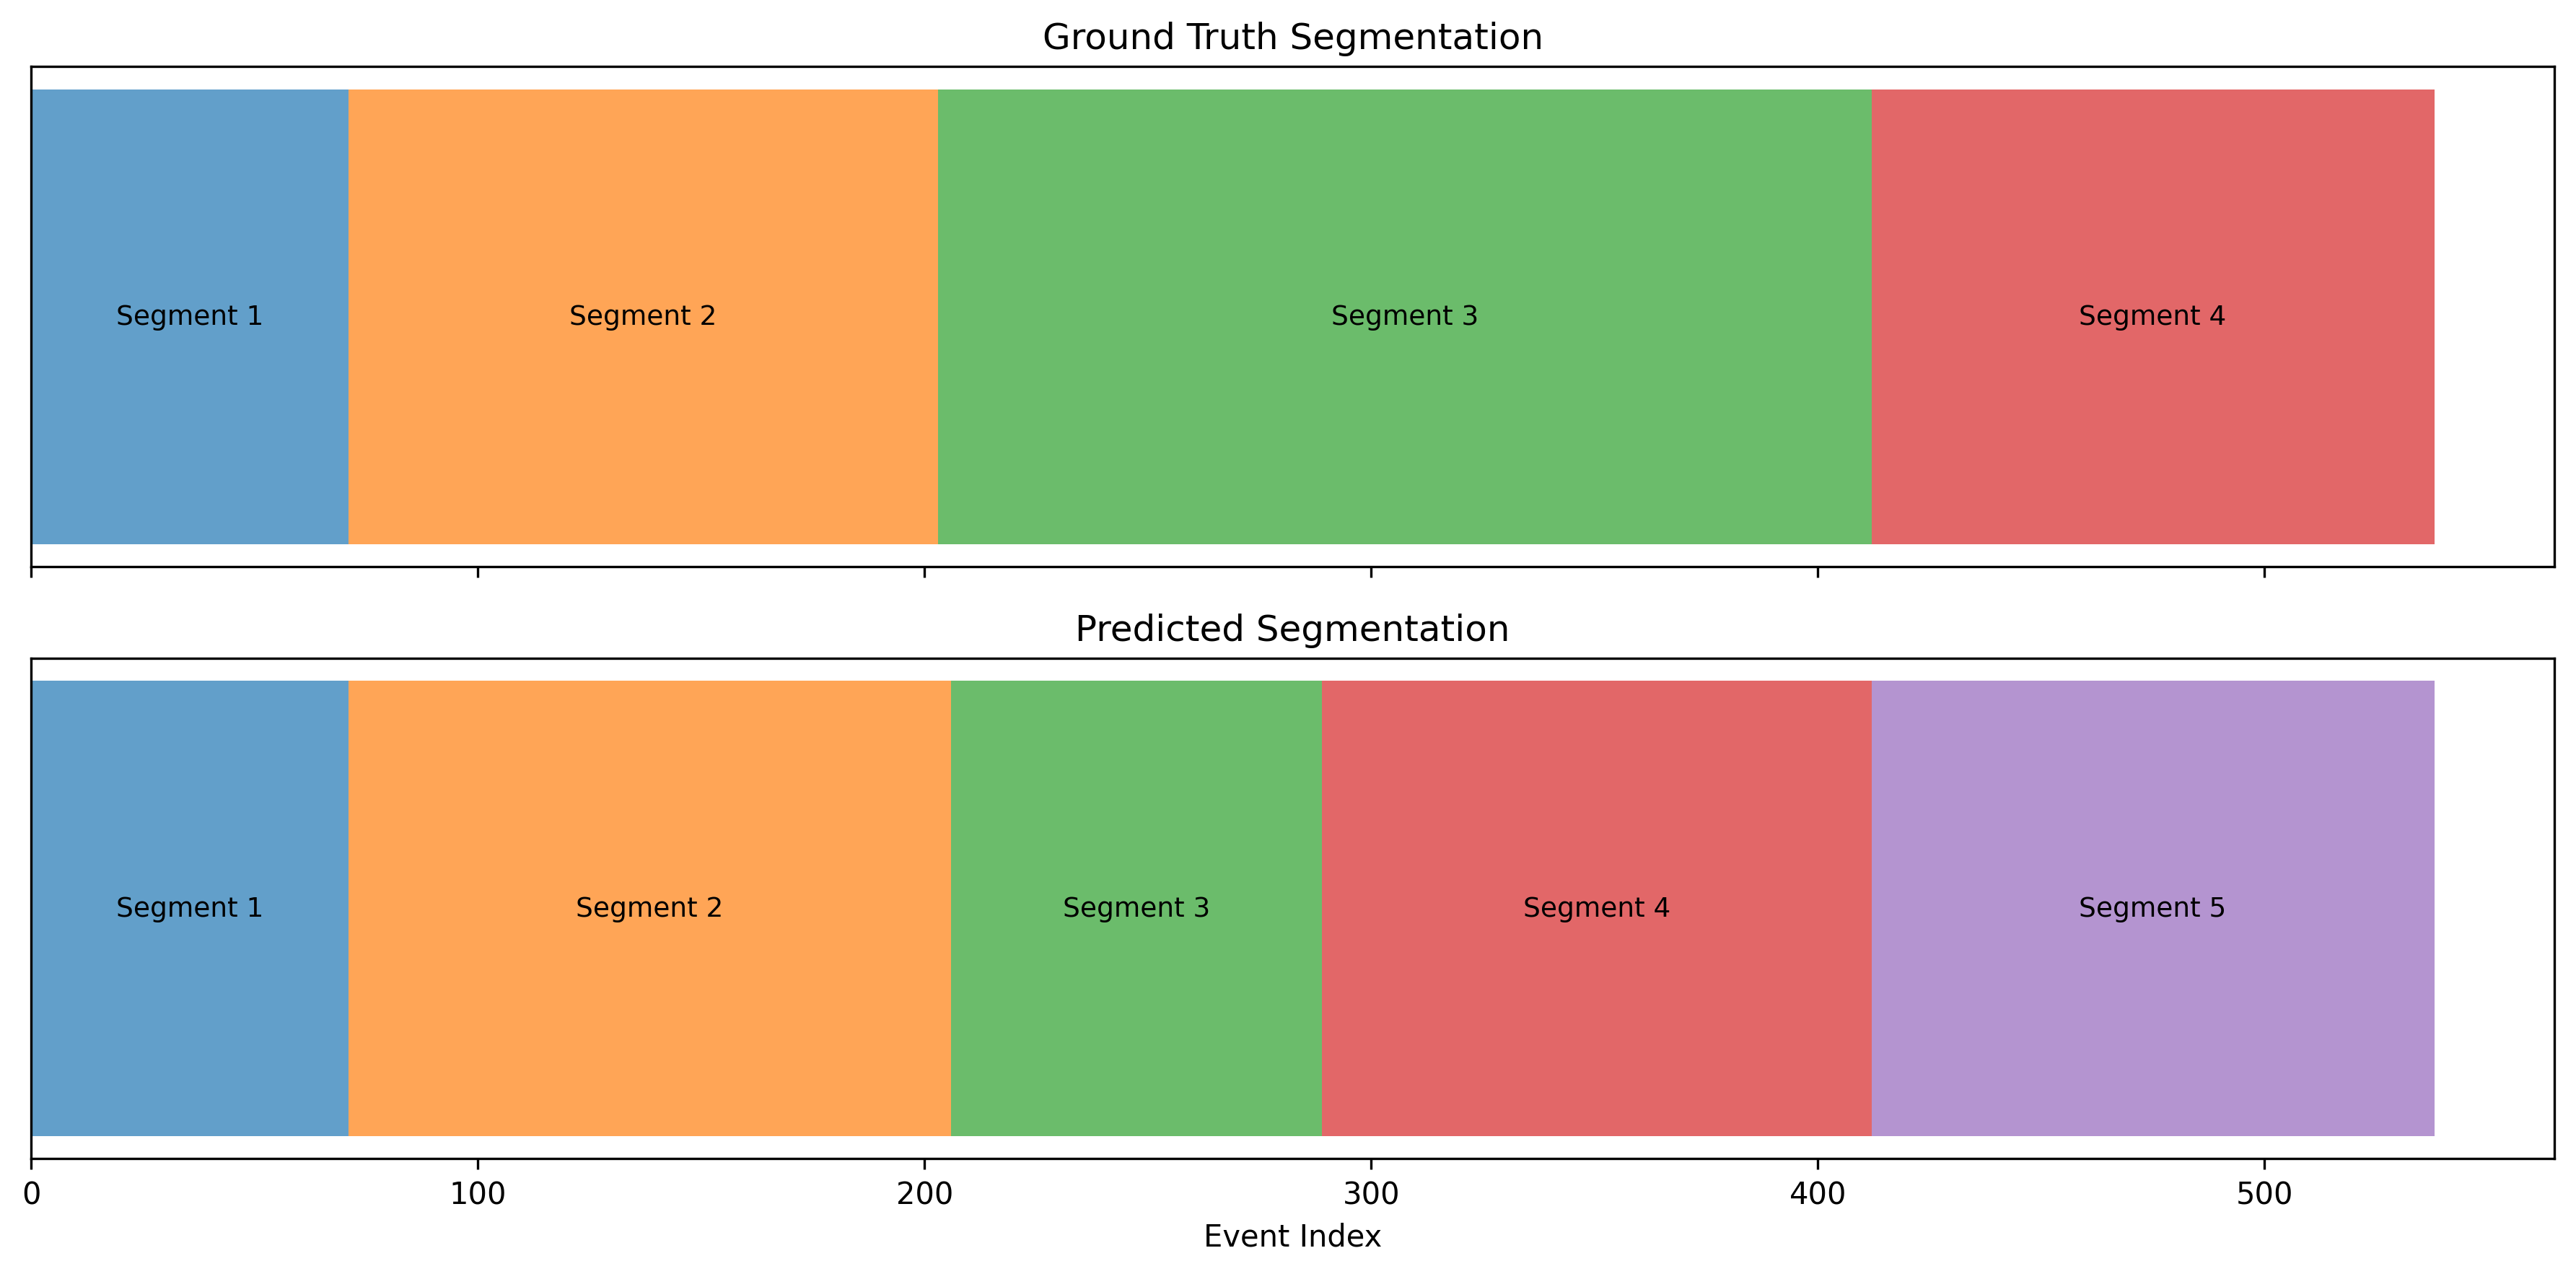 Ground Truth Segmentation
Segment 1 Segment 2 Segment 3 Segment 4
Predicted Segmentation
Segment 1 Segment 2 Segment 3 Segment 4 Segment 5
0 100 200 300 400 500
Event Index